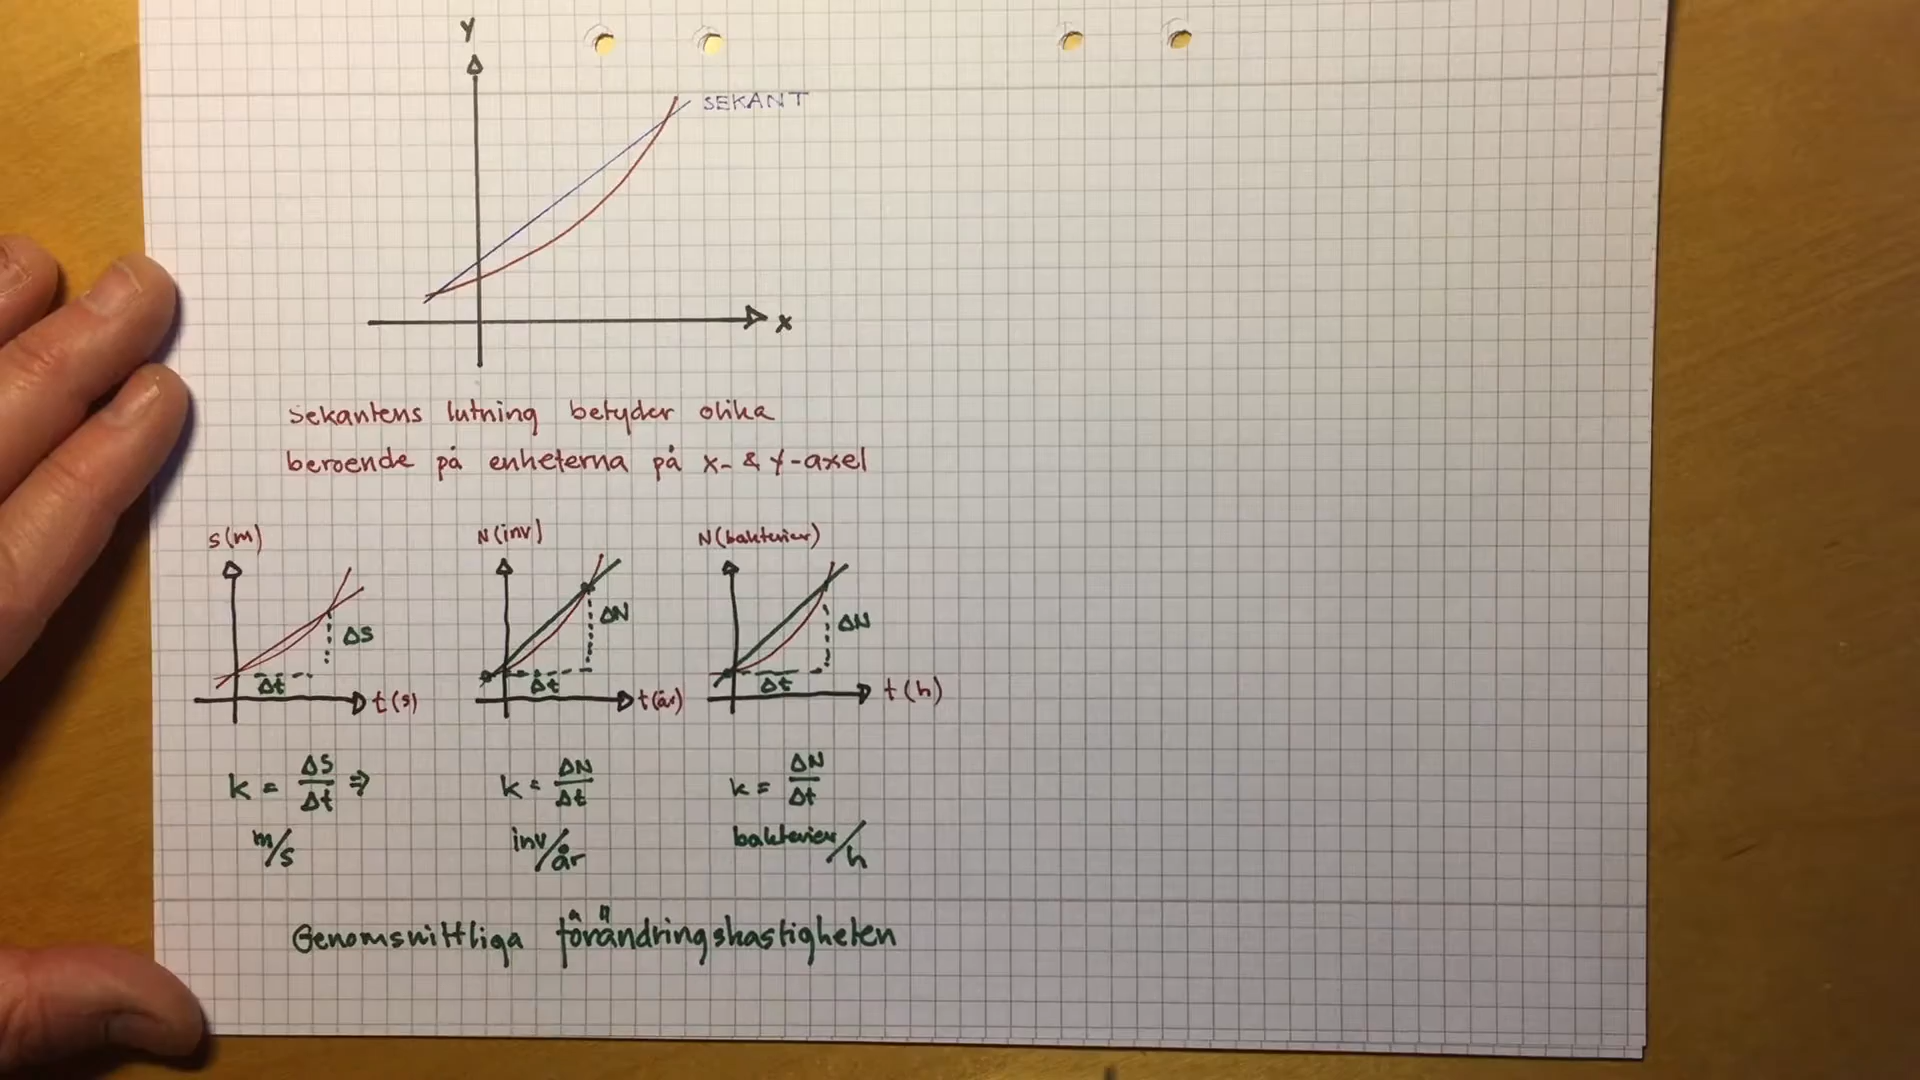 Y
SEKANT
X
Sekantens lutning betyder olika
beroende på enheterna på x- & y-axel
S(m)
N(inv)
N(bakterier)
ΔS
ΔN
ΔN
Δt
Δt
Δt
t(s)
t(år)
t(h)
k = ΔS/Δt ⇒
k = ΔN/Δt
k = ΔN/Δt
m/s
inv/år
bakterier/h
Genomsnittliga förändringshastigheten